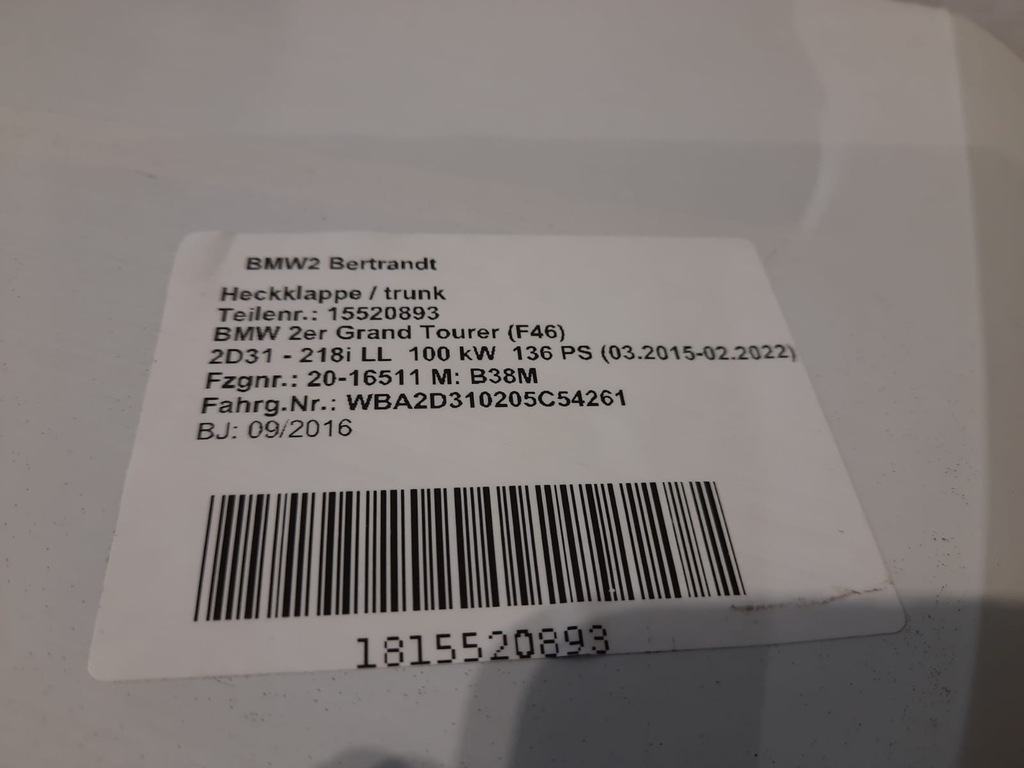 BMW2 Bertrandt
Heckklappe / trunk
Teilenr.: 15520893
BMW 2er Grand Tourer (F46)
2D31 - 218i LL 100 kW 136 PS (03.2015-02.2022)
Fzgnr.: 20-16511 M: B38M
Fahrg.Nr.: WBA2D310205C54261
BJ: 09/2016
1815520893